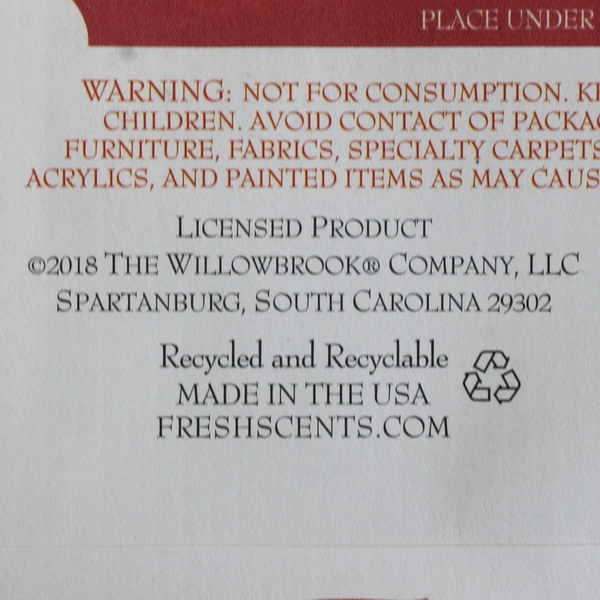 PLACE UNDER
WARNING: NOT FOR CONSUMPTION.
CHILDREN. AVOID CONTACT OF
FURNITURE, FABRICS, SPECIALTY CARPETS
ACRYLICS, AND PAINTED ITEMS AS MAY
LICENSED PRODUCT
©2018 THE WILLOWBROOK® COMPANY, LLC
SPARTANBURG, SOUTH CAROLINA 29302
Recycled and Recyclable
MADE IN THE USA
FRESHSCENTS.COM